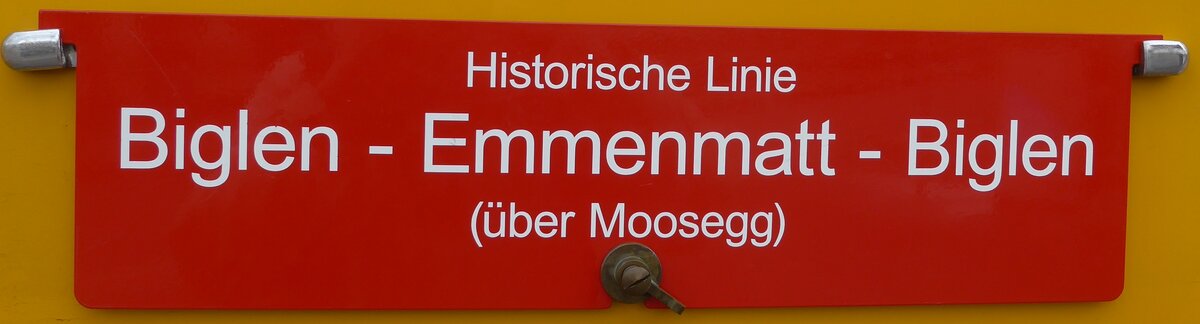 Historische Linie
Biglen - Emmenmatt - Biglen
(über Moosegg)